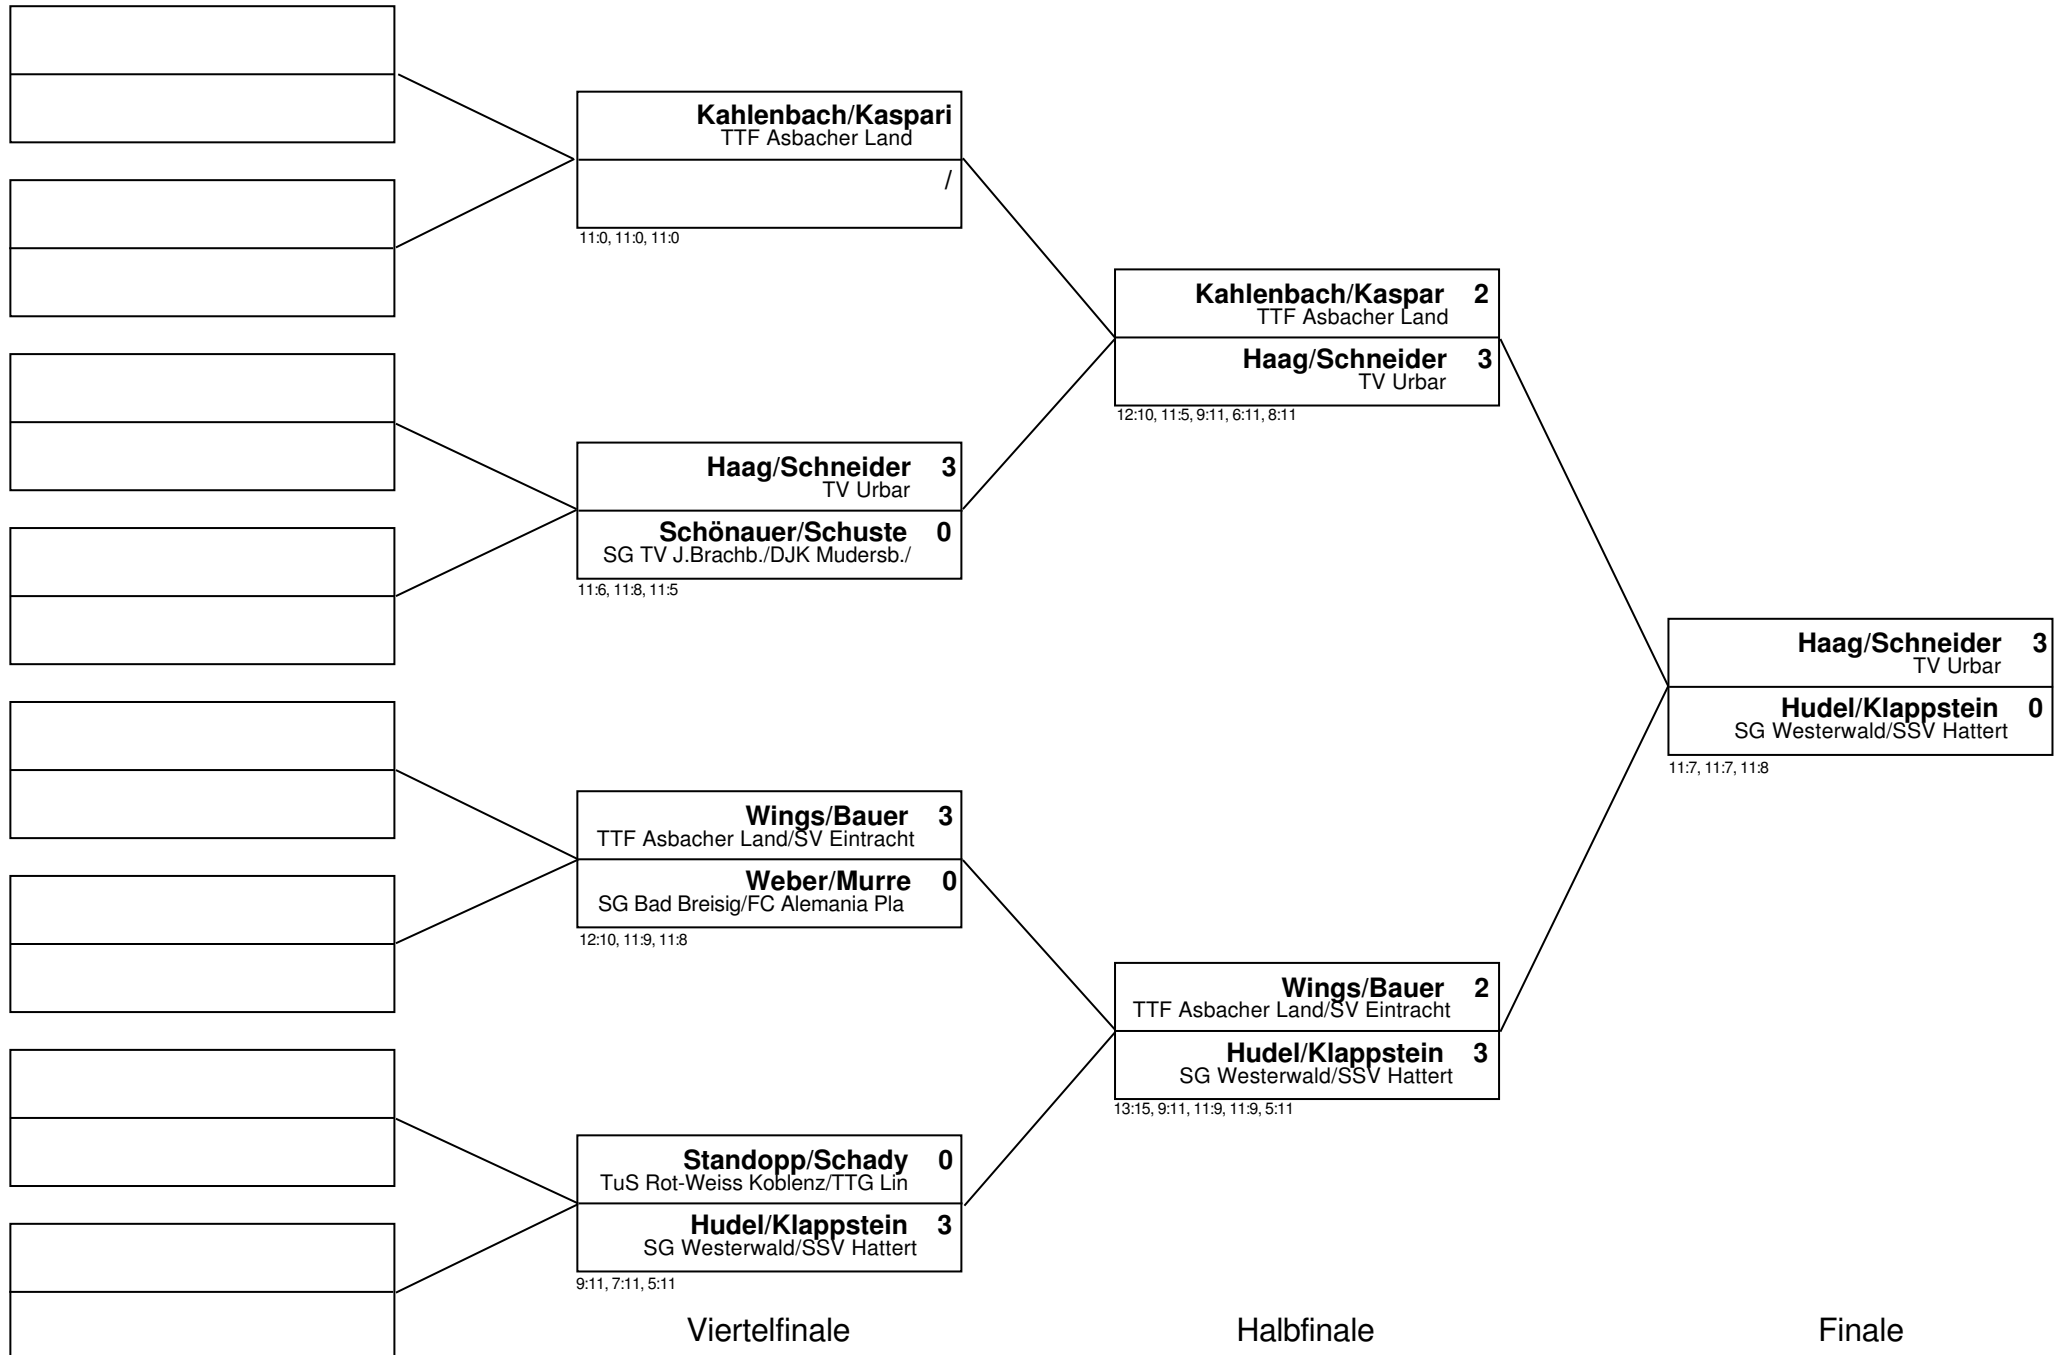 Kahlenbach/Kaspari
TTF Asbacher Land
/
11:0, 11:0, 11:0
Haag/Schneider 3
TV Urbar
Schönauer/Schuste 0
SG TV J.Brachb./DJK Mudersb./
11:6, 11:8, 11:5
Wings/Bauer 3
TTF Asbacher Land/SV Eintracht
Weber/Murre 0
SG Bad Breisig/FC Alemania Pla
12:10, 11:9, 11:8
Standopp/Schady 0
TuS Rot-Weiss Koblenz/TTG Lin
Hudel/Klappstein 3
SG Westerwald/SSV Hattert
9:11, 7:11, 5:11
Viertelfinale
Kahlenbach/Kaspar 2
TTF Asbacher Land
Haag/Schneider 3
TV Urbar
12:10, 11:5, 9:11, 6:11, 8:11
Wings/Bauer 2
TTF Asbacher Land/SV Eintracht
Hudel/Klappstein 3
SG Westerwald/SSV Hattert
13:15, 9:11, 11:9, 11:9, 5:11
Halbfinale
Haag/Schneider 3
TV Urbar
Hudel/Klappstein 0
SG Westerwald/SSV Hattert
11:7, 11:7, 11:8
Finale